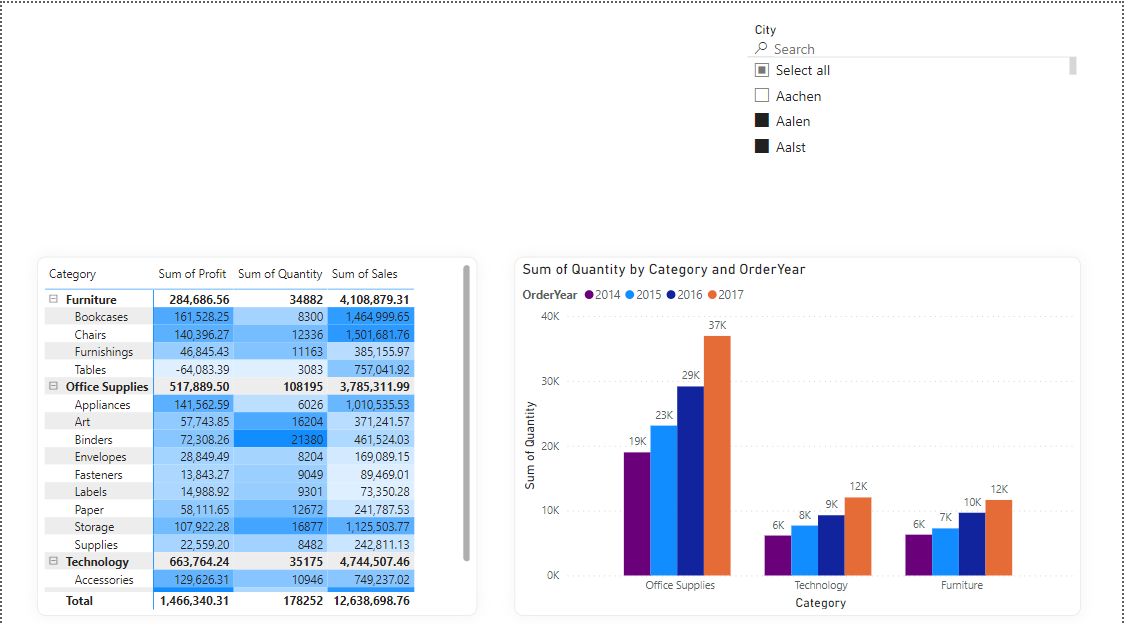 City
Search
Select all
Aachen
Aalen
Aalst
Category Sum of Profit Sum of Quantity Sum of Sales
Furniture 284,686.56 34882 4,108,879.31
Bookcases 161,528.25 8300 1,464,999.65
Chairs 140,396.27 12336 1,501,681.76
Furnishings 46,845.43 11163 385,155.97
Tables -64,083.39 3083 757,041.92
Office Supplies 517,889.50 108195 3,785,311.99
Appliances 141,562.59 6026 1,010,535.53
Art 57,743.85 16204 371,241.57
Binders 72,308.26 21380 461,524.03
Envelopes 28,849.49 8204 169,089.15
Fasteners 13,843.27 9049 89,469.01
Labels 14,988.92 9301 73,350.28
Paper 58,111.65 12672 241,787.53
Storage 107,922.28 16877 1,125,503.77
Supplies 22,559.20 8482 242,811.13
Technology 663,764.24 35175 4,744,507.46
Accessories 129,626.31 10946 749,237.02
Total 1,466,340.31 178252 12,638,698.76
Sum of Quantity by Category and OrderYear
OrderYear 2014 2015 2016 2017
Sum of Quantity
40K
30K
20K
10K
0K
19K 23K 29K 37K
6K 8K 9K 12K
6K 7K 10K 12K
Office Supplies Technology Furniture
Category